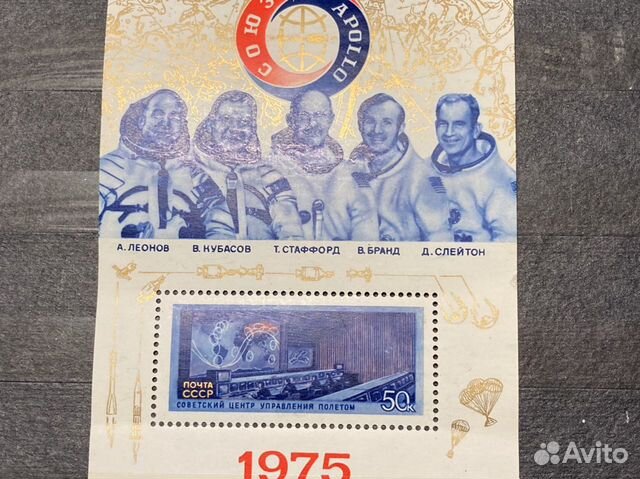 СОЮЗ APOLLO
А. ЛЕОНОВ В. КУБАСОВ Т. СТАФФОРД В. БРАНД Д. СЛЕЙТОН
ПОЧТА
СССР
50к
СОВЕТСКИЙ ЦЕНТР УПРАВЛЕНИЯ ПОЛЕТОМ
1975
Avito